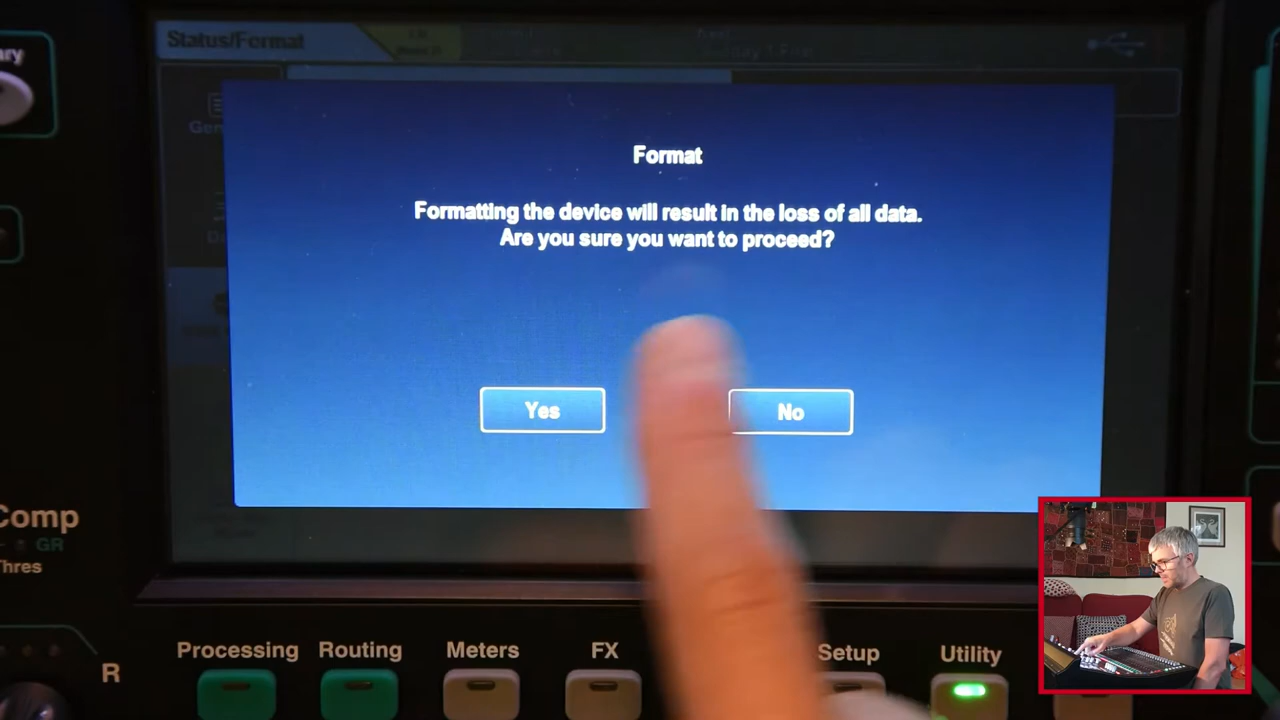 Status/Format
Format
Formatting the device will result in the loss of all data.
Are you sure you want to proceed?
Yes
No
Comp
GR
Thres
Processing
Routing
Meters
FX
Setup
Utility
R